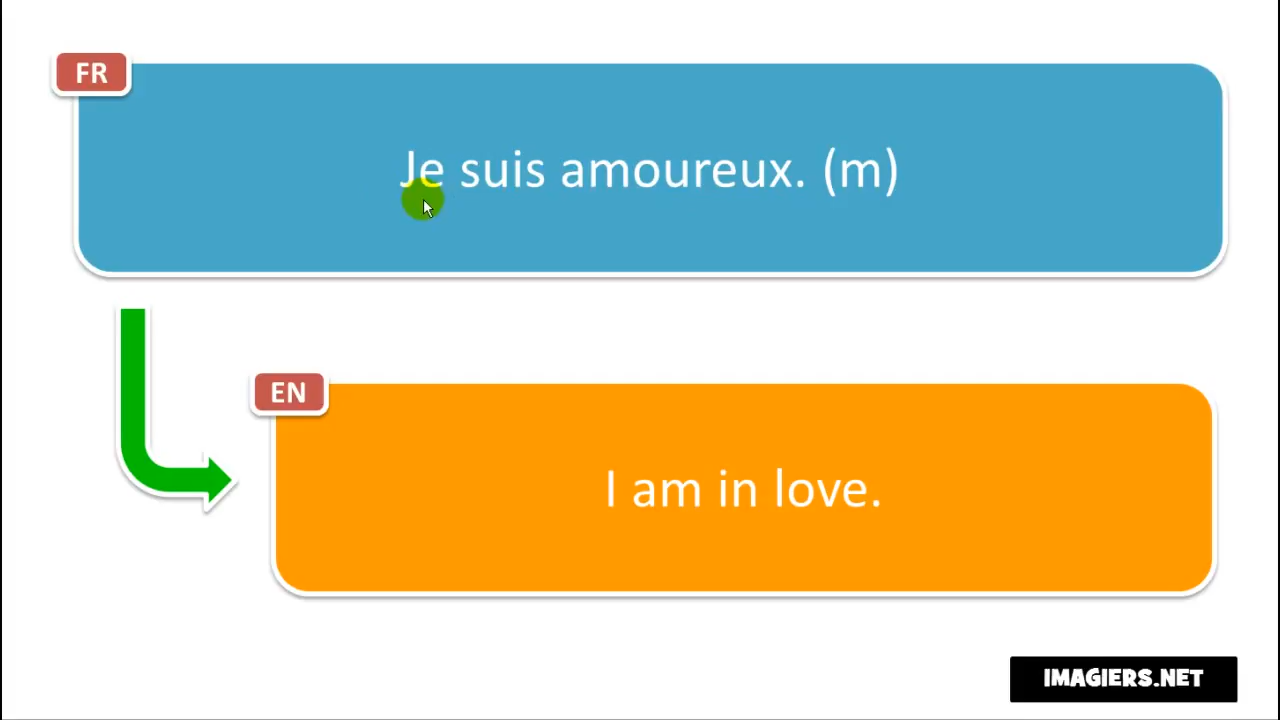 FR
Je suis amoureux. (m)
EN
I am in love.
IMAGIERS.NET